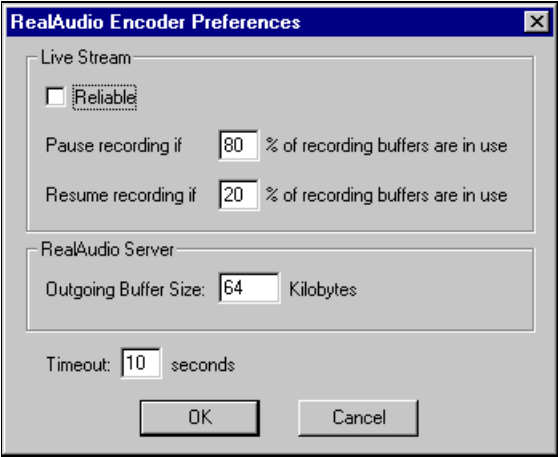 RealAudio Encoder Preferences
Live Stream
Reliable
Pause recording if 80 % of recording buffers are in use
Resume recording if 20 % of recording buffers are in use
RealAudio Server
Outgoing Buffer Size: 64 Kilobytes
Timeout: 10 seconds
OK Cancel